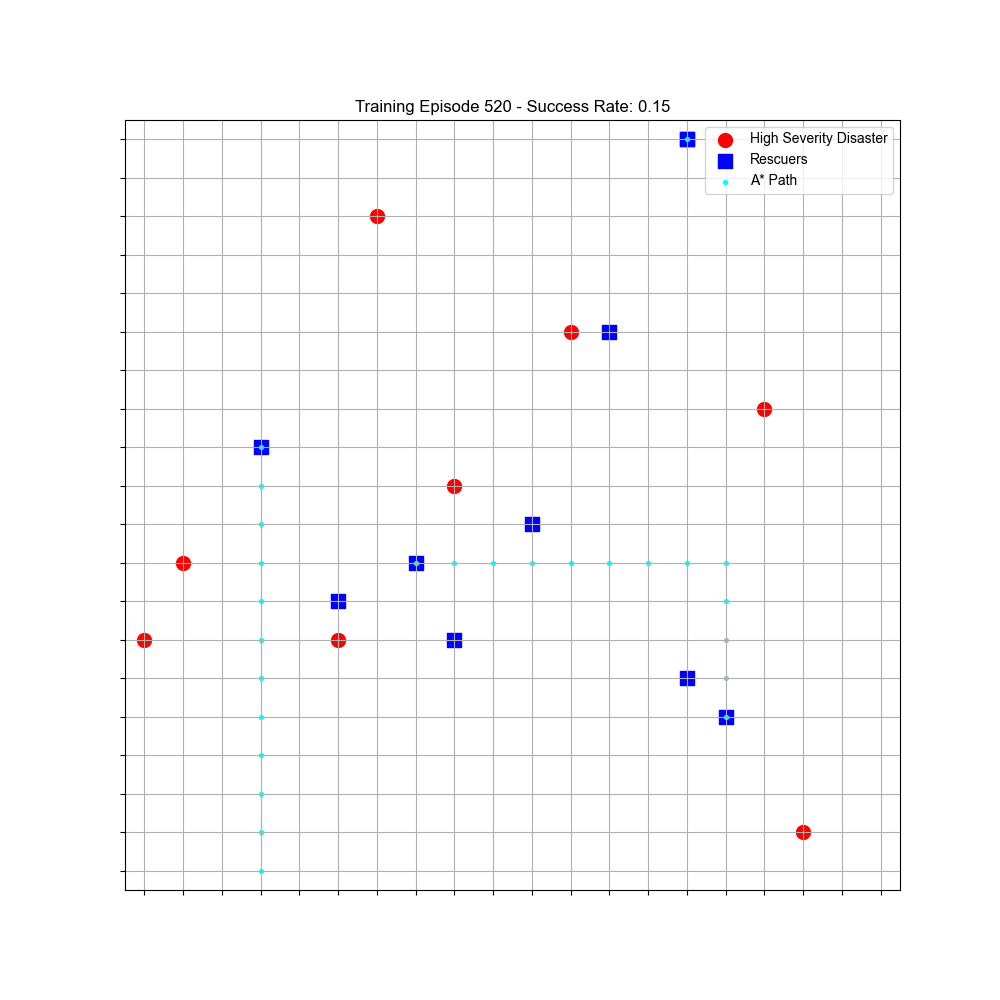 Training Episode 520 - Success Rate: 0.15
High Severity Disaster
Rescuers
A* Path